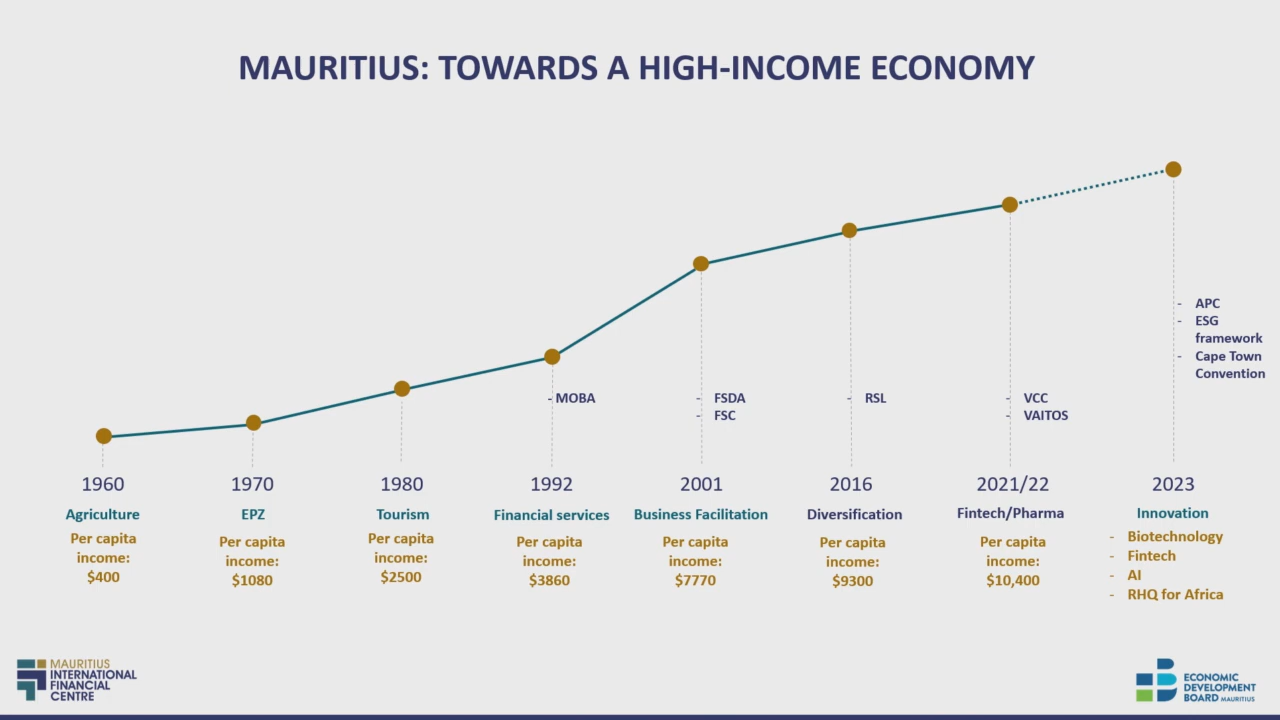 MAURITIUS: TOWARDS A HIGH-INCOME ECONOMY
- MOBA
- FSDA
- FSC
- RSL
- VCC
- VAITOS
- APC
- ESG
framework
- Cape Town
Convention
1960
Agriculture
Per capita
income:
$400
1970
EPZ
Per capita
income:
$1080
1980
Tourism
Per capita
income:
$2500
1992
Financial services
Per capita
income:
$3860
2001
Business Facilitation
Per capita
income:
$7770
2016
Diversification
Per capita
income:
$9300
2021/22
Fintech/Pharma
Per capita
income:
$10,400
2023
Innovation
- Biotechnology
- Fintech
- AI
- RHQ for Africa
MAURITIUS
INTERNATIONAL
FINANCIAL
CENTRE
ECONOMIC
DEVELOPMENT
BOARD MAURITIUS